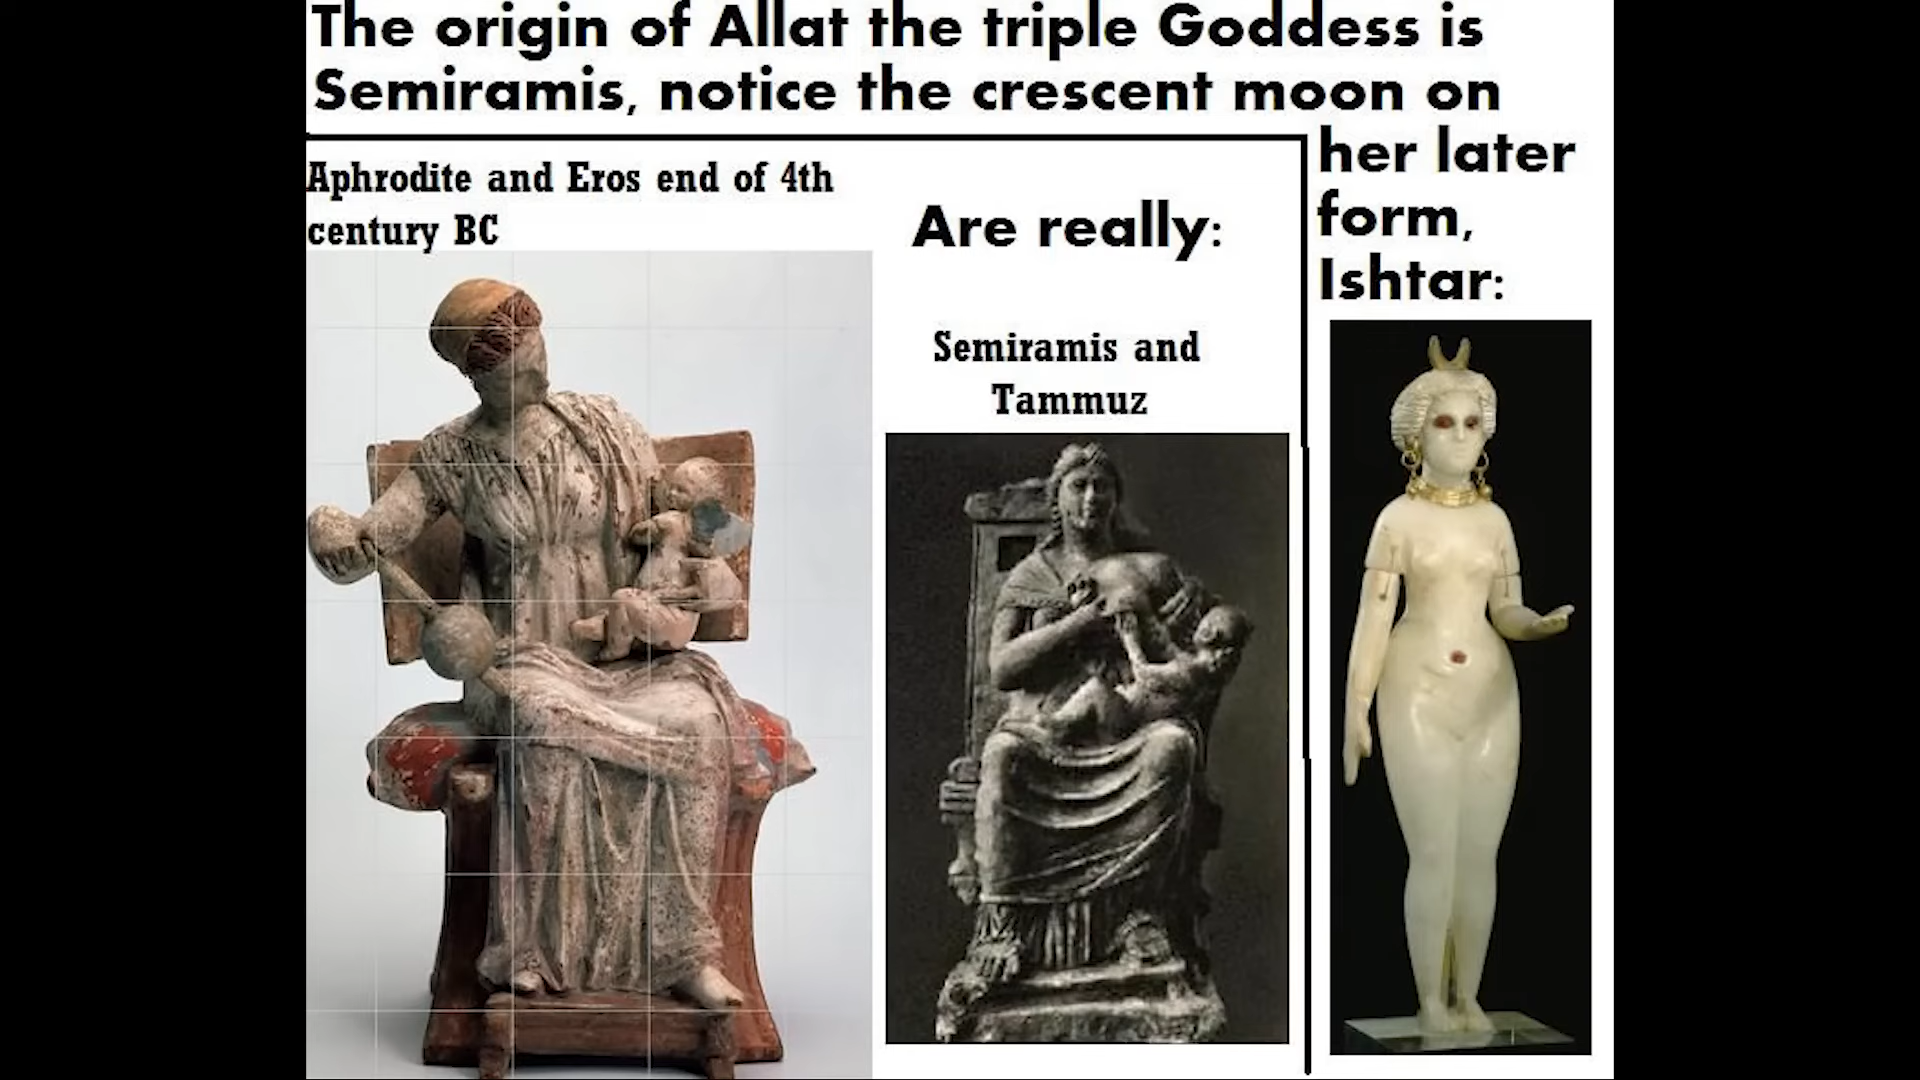 The origin of Allat the triple Goddess is
Semiramis, notice the crescent moon on
her later
form,
Ishtar:
Aphrodite and Eros end of 4th
century BC
Are really:
Semiramis and
Tammuz